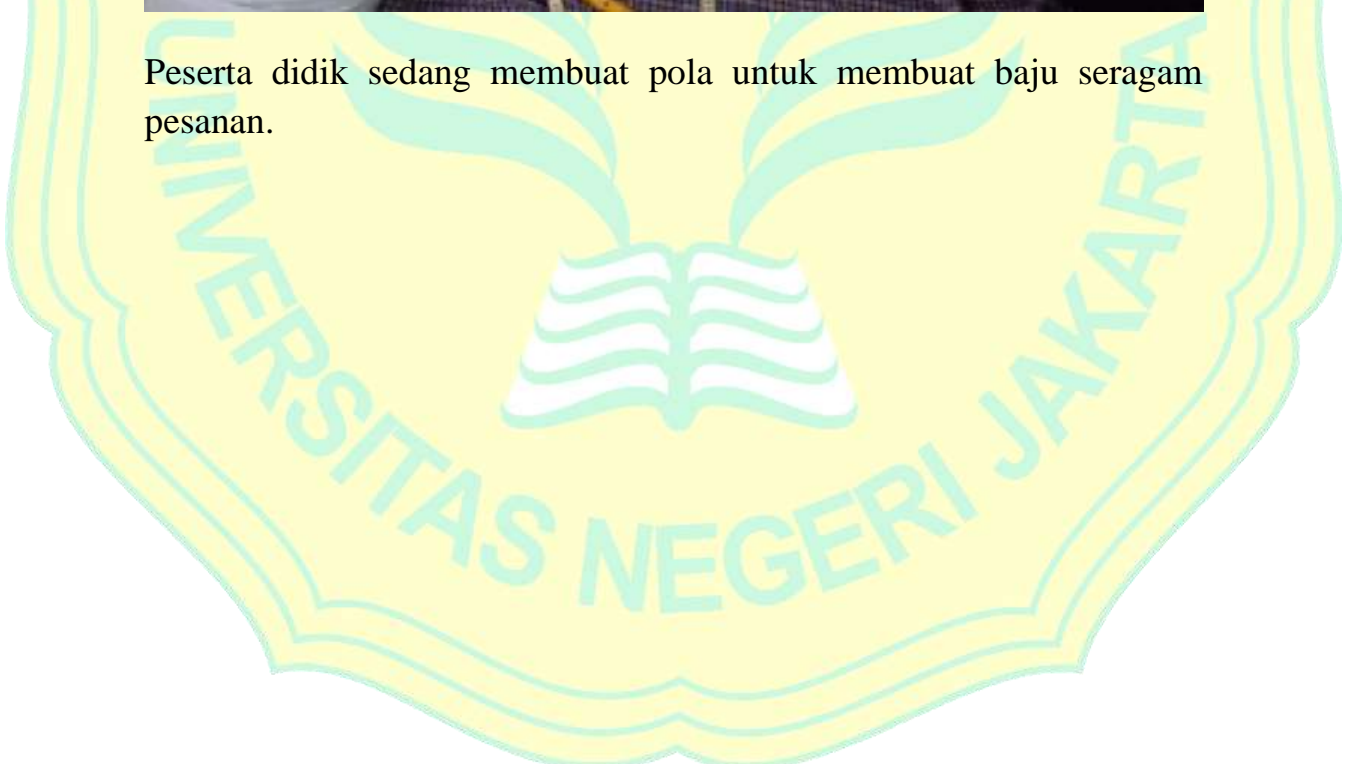 Peserta didik sedang membuat pola untuk membuat baju seragam
pesanan.
UNIVERSITAS NEGERI JAKARTA